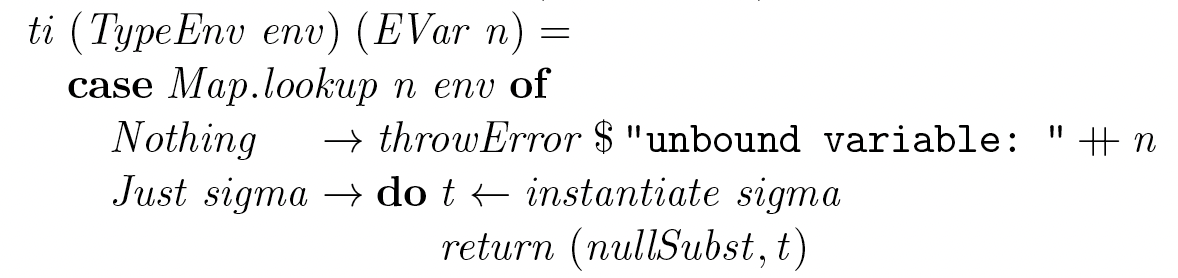 ti (TypeEnv env) (EVar n) =
case Map.lookup n env of
Nothing → throwError $ "unbound variable: " ++ n
Just sigma → do t ← instantiate sigma
return (nullSubst, t)